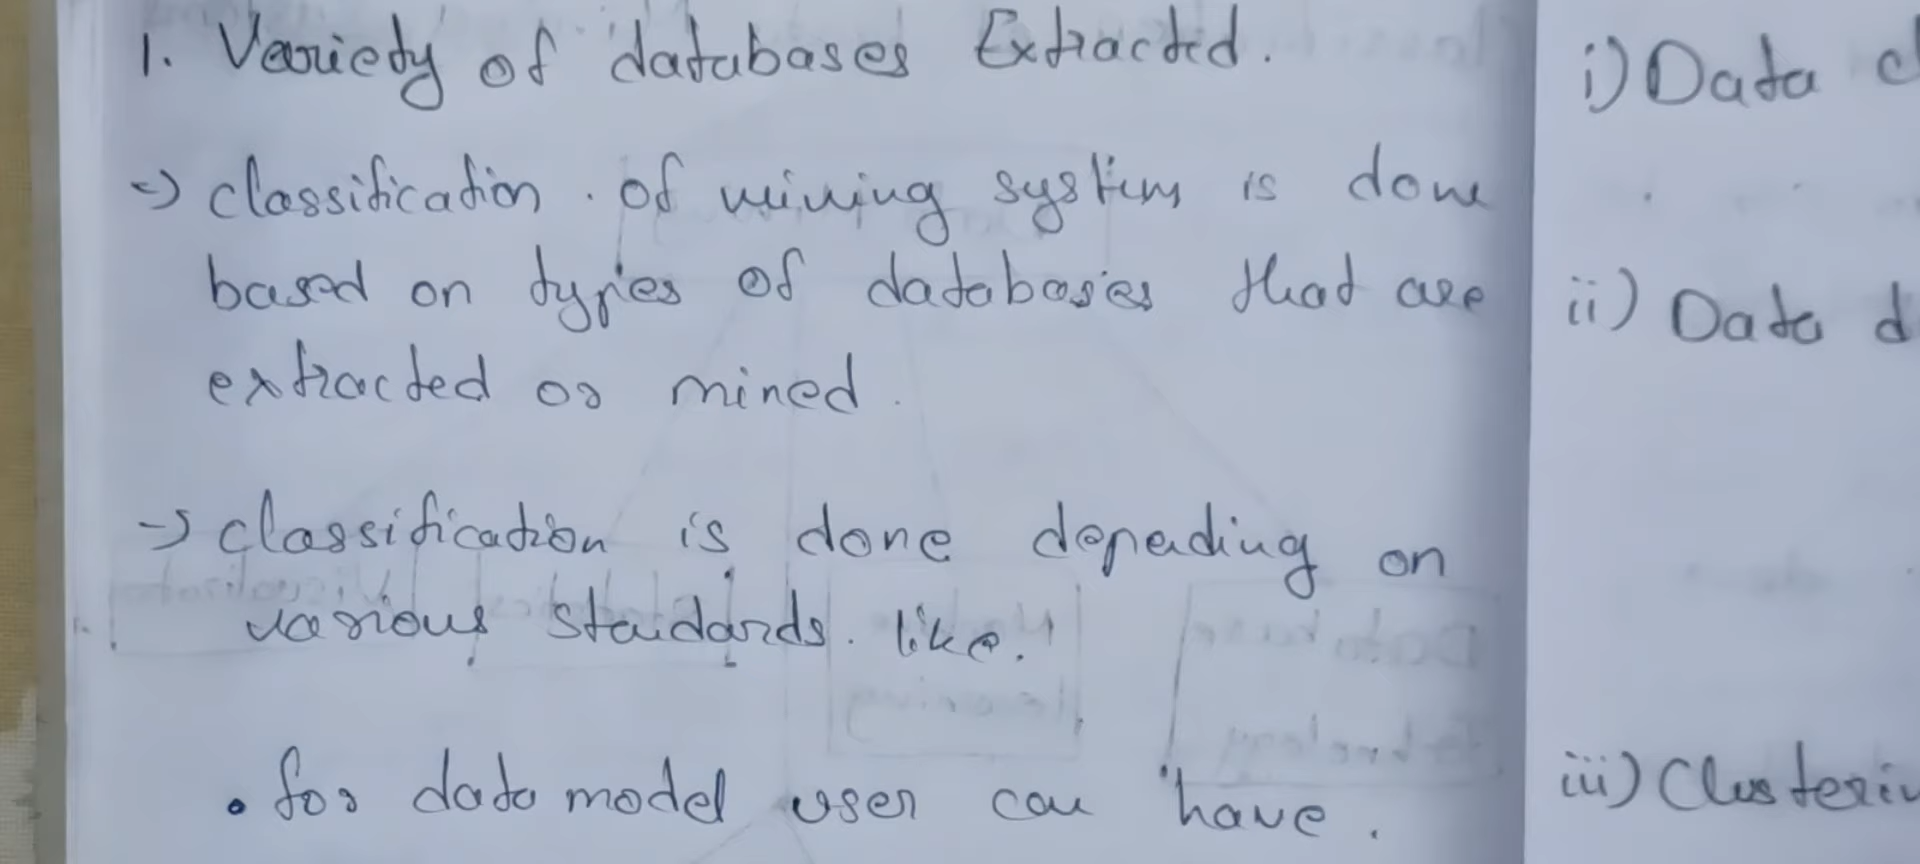 1. Variety of databases Extracted.
=> classification of mining system is done
based on types of databases that are
extracted or mined.
-> classification is done depending on
various standards. like.
• for data model user can have.
i) Data
ii) Data
iii)